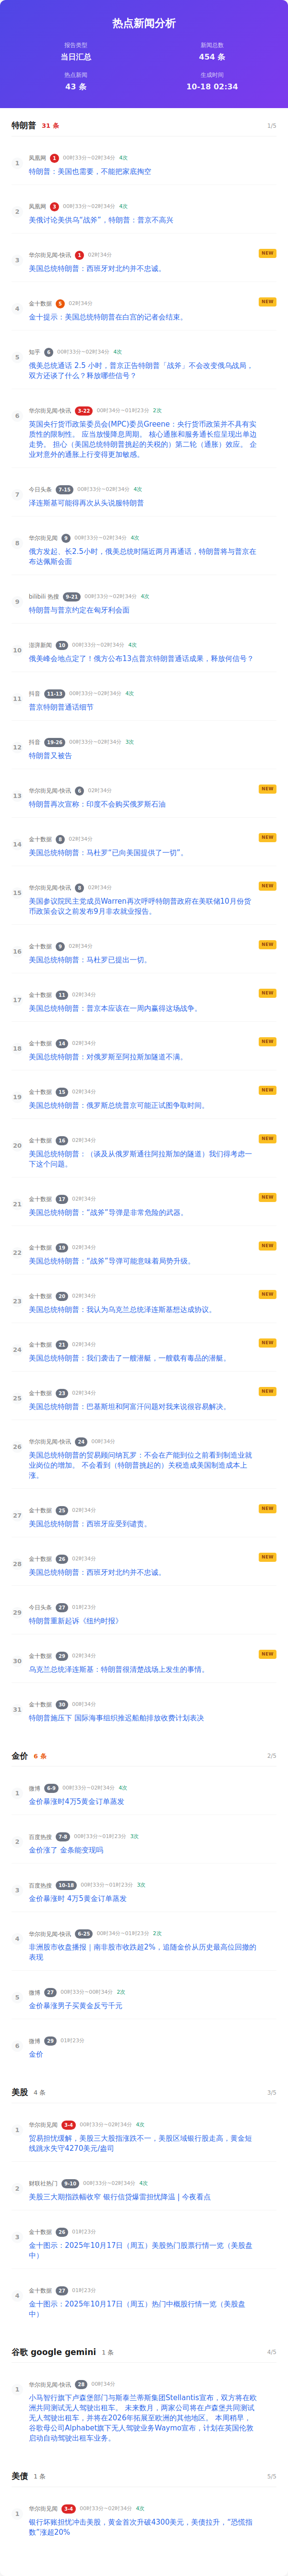 热点新闻分析
报告类型
新闻总数
当日汇总
454 条
热点新闻
生成时间
43 条
10-18 02:34
特朗普 31 条 1/5
1 凤凰网 1 00时33分~02时34分 4次
特朗普：美国也需要，不能把家底掏空
2 凤凰网 3 00时33分~02时34分 4次
美俄讨论美供乌“战斧”，特朗普：普京不高兴
3 华尔街见闻-快讯 1 02时34分 NEW
美国总统特朗普：西班牙对北约并不忠诚。
4 金十数据 5 02时34分 NEW
金十提示：美国总统特朗普在白宫的记者会结束。
5 知乎 6 00时33分~02时34分 4次
俄美总统通话 2.5 小时，普京正告特朗普「战斧」不会改变俄乌战局，
双方还谈了什么？释放哪些信号？
6 华尔街见闻-快讯 3-22 00时34分~01时23分 2次
英国央行货币政策委员会(MPC)委员Greene：央行货币政策并不具有实
质性的限制性。 应当放慢降息周期。 核心通胀和服务通长痘呈现出单边
走势。 担心（美国总统特朗普挑起的关税的）第二轮（通胀）效应。 企
业对意外的通胀上行变得更加敏感。
7 今日头条 7-15 00时33分~02时34分 4次
泽连斯基可能得再次从头说服特朗普
8 华尔街见闻 9 00时33分~02时34分 4次
俄方发起、长2.5小时，俄美总统时隔近两月再通话，特朗普将与普京在
布达佩斯会面
9 bilibili 热搜 9-21 00时33分~02时34分 4次
特朗普与普京约定在匈牙利会面
10 澎湃新闻 10 00时33分~02时34分 4次
俄美峰会地点定了！俄方公布13点普京特朗普通话成果，释放何信号？
11 抖音 11-13 00时33分~02时34分 4次
普京特朗普通话细节
12 抖音 19-26 00时33分~02时34分 3次
特朗普又被告
13 华尔街见闻-快讯 6 02时34分 NEW
特朗普再次宣称：印度不会购买俄罗斯石油
14 金十数据 8 02时34分 NEW
美国总统特朗普：马杜罗“已向美国提供了一切”。
15 华尔街见闻-快讯 8 02时34分 NEW
美国参议院民主党成员Warren再次呼呼特朗普政府在美联储10月份货
币政策会议之前发布9月非农就业报告。
16 金十数据 9 02时34分 NEW
美国总统特朗普：马杜罗已提出一切。
17 金十数据 11 02时34分 NEW
美国总统特朗普：普京本应该在一周内赢得这场战争。
18 金十数据 14 02时34分 NEW
美国总统特朗普：对俄罗斯至阿拉斯加隧道不满。
19 金十数据 15 02时34分 NEW
美国总统特朗普：俄罗斯总统普京可能正试图争取时间。
20 金十数据 16 02时34分 NEW
美国总统特朗普：（谈及从俄罗斯通往阿拉斯加的隧道）我们得考虑一
下这个问题。
21 金十数据 17 02时34分 NEW
美国总统特朗普：“战斧”导弹是非常危险的武器。
22 金十数据 19 02时34分 NEW
美国总统特朗普：“战斧”导弹可能意味着局势升级。
23 金十数据 20 02时34分 NEW
美国总统特朗普：我认为乌克兰总统泽连斯基想达成协议。
24 金十数据 21 02时34分 NEW
美国总统特朗普：我们袭击了一艘潜艇，一艘载有毒品的潜艇。
25 金十数据 23 02时34分 NEW
美国总统特朗普：巴基斯坦和阿富汗问题对我来说很容易解决。
26 华尔街见闻-快讯 24 00时34分
美国总统特朗普的贸易顾问纳瓦罗：不会在产能到位之前看到制造业就
业岗位的增加。 不会看到（特朗普挑起的）关税造成美国制造成本上
涨。
27 金十数据 25 02时34分 NEW
美国总统特朗普：西班牙应受到谴责。
28 金十数据 26 02时34分 NEW
美国总统特朗普：西班牙对北约并不忠诚。
29 今日头条 27 01时23分
特朗普重新起诉《纽约时报》
30 金十数据 29 02时34分 NEW
乌克兰总统泽连斯基：特朗普很清楚战场上发生的事情。
31 金十数据 30 00时34分
特朗普施压下 国际海事组织推迟船舶排放收费计划表决
金价 6 条 2/5
1 微博 6-9 00时33分~02时34分 4次
金价暴涨时4万5黄金订单蒸发
2 百度热搜 7-8 00时33分~01时23分 3次
金价涨了 金条能变现吗
3 百度热搜 10-18 00时33分~01时23分 3次
金价暴涨时 4万5黄金订单蒸发
4 华尔街见闻-快讯 6-25 00时34分~01时23分 2次
非洲股市收盘播报｜南非股市收跌超2%，追随金价从历史最高位回撤的
表现
5 微博 27 00时33分~00时34分 2次
金价暴涨男子买黄金反亏千元
6 微博 29 01时23分
金价
美股 4 条 3/5
1 华尔街见闻 3-4 00时33分~02时34分 4次
贸易担忧缓解，美股三大股指涨跌不一，美股区域银行股走高，黄金短
线跳水失守4270美元/盎司
2 财联社热门 9-10 00时33分~02时34分 4次
美股三大期指跌幅收窄 银行信贷爆雷担忧降温 | 今夜看点
3 金十数据 26 01时23分
金十图示：2025年10月17日（周五）美股热门股票行情一览（美股盘
中）
4 金十数据 27 01时23分
金十图示：2025年10月17日（周五）热门中概股行情一览（美股盘
中）
谷歌 google gemini 1 条 4/5
1 华尔街见闻-快讯 28 00时34分
小马智行旗下卢森堡部门与斯泰兰蒂斯集团Stellantis宣布，双方将在欧
洲共同测试无人驾驶出租车。 未来数月，两家公司将在卢森堡共同测试
无人驾驶出租车，并将在2026年拓展至欧洲的其他地区。 本周稍早，
谷歌母公司Alphabet旗下无人驾驶业务Waymo宣布，计划在英国伦敦
启动自动驾驶出租车业务。
美债 1 条 5/5
1 华尔街见闻 3-4 00时33分~02时34分 4次
银行坏账担忧冲击美股，黄金首次升破4300美元，美债拉升，“恐慌指
数”涨超20%